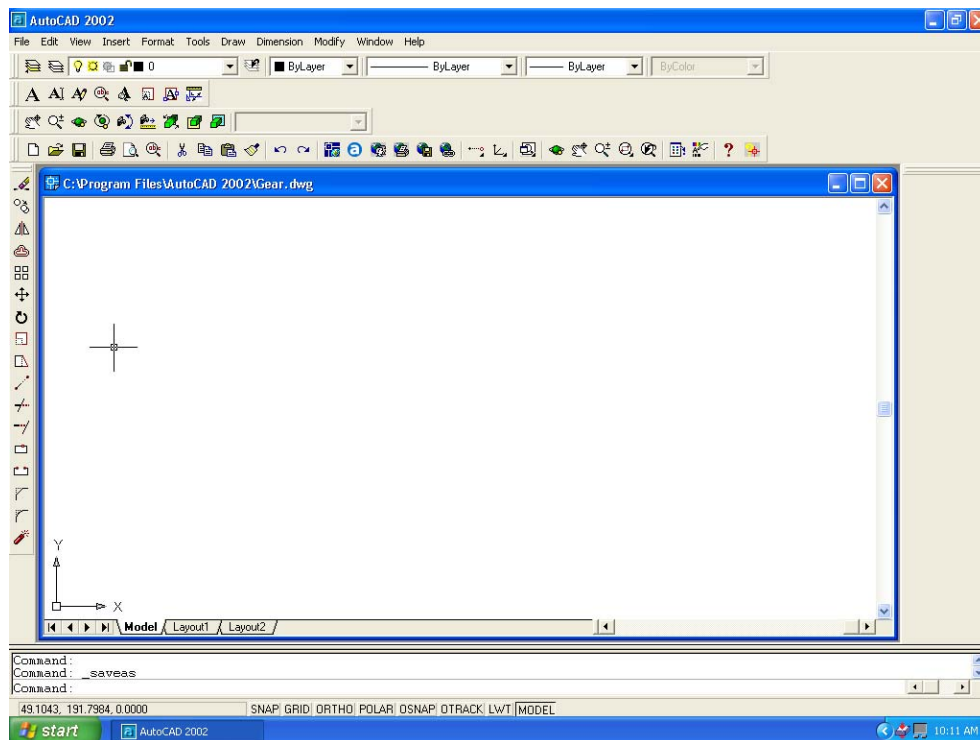 AutoCAD 2002
File Edit View Insert Format Tools Draw Dimension Modify Window Help
0 ByLayer ByLayer ByLayer ByColor
C:\Program Files\AutoCAD 2002\Gear.dwg
Y
X
Model Layout1 Layout2
Command:
Command: _saveas
Command:
49.1043, 191.7984, 0.0000 SNAP GRID ORTHO POLAR OSNAP OTRACK LWT MODEL
start AutoCAD 2002 10:11 AM